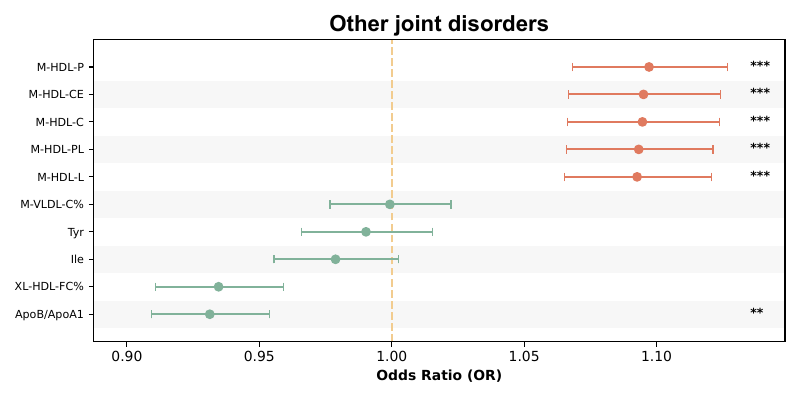 Other joint disorders
M-HDL-P ***
M-HDL-CE ***
M-HDL-C ***
M-HDL-PL ***
M-HDL-L ***
M-VLDL-C%
Tyr
Ile
XL-HDL-FC%
ApoB/ApoA1 **
0.90 0.95 1.00 1.05 1.10
Odds Ratio (OR)